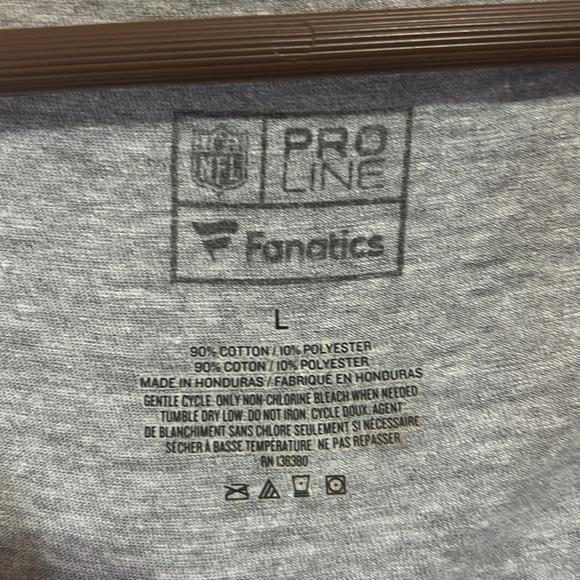 NFL
PRO
LINE
Fanatics
L
90% COTTON / 10% POLYESTER
90% COTON / 10% POLYESTER
MADE IN HONDURAS / FABRIQUÉ EN HONDURAS
GENTLE CYCLE. ONLY NON-CHLORINE BLEACH WHEN NEEDED.
TUMBLE DRY LOW. DO NOT IRON. CYCLE DOUX. AGENT
DE BLANCHIMENT SANS CHLORE SEULEMENT SI NÉCESSAIRE.
SÉCHER À BASSE TEMPÉRATURE. NE PAS REPASSER.
RN 136380